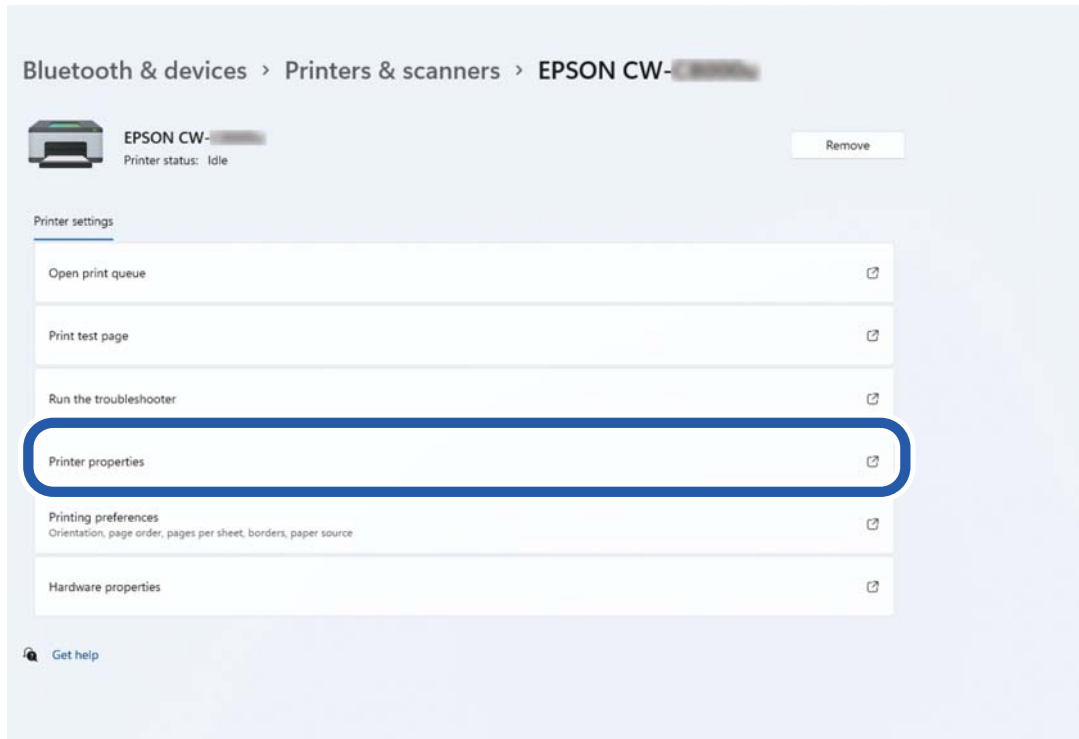 Bluetooth & devices > Printers & scanners > EPSON CW-
EPSON CW-
Printer status: Idle
Remove
Printer settings
Open print queue
Print test page
Run the troubleshooter
Printer properties
Printing preferences
Orientation, page order, pages per sheet, borders, paper source
Hardware properties
Get help